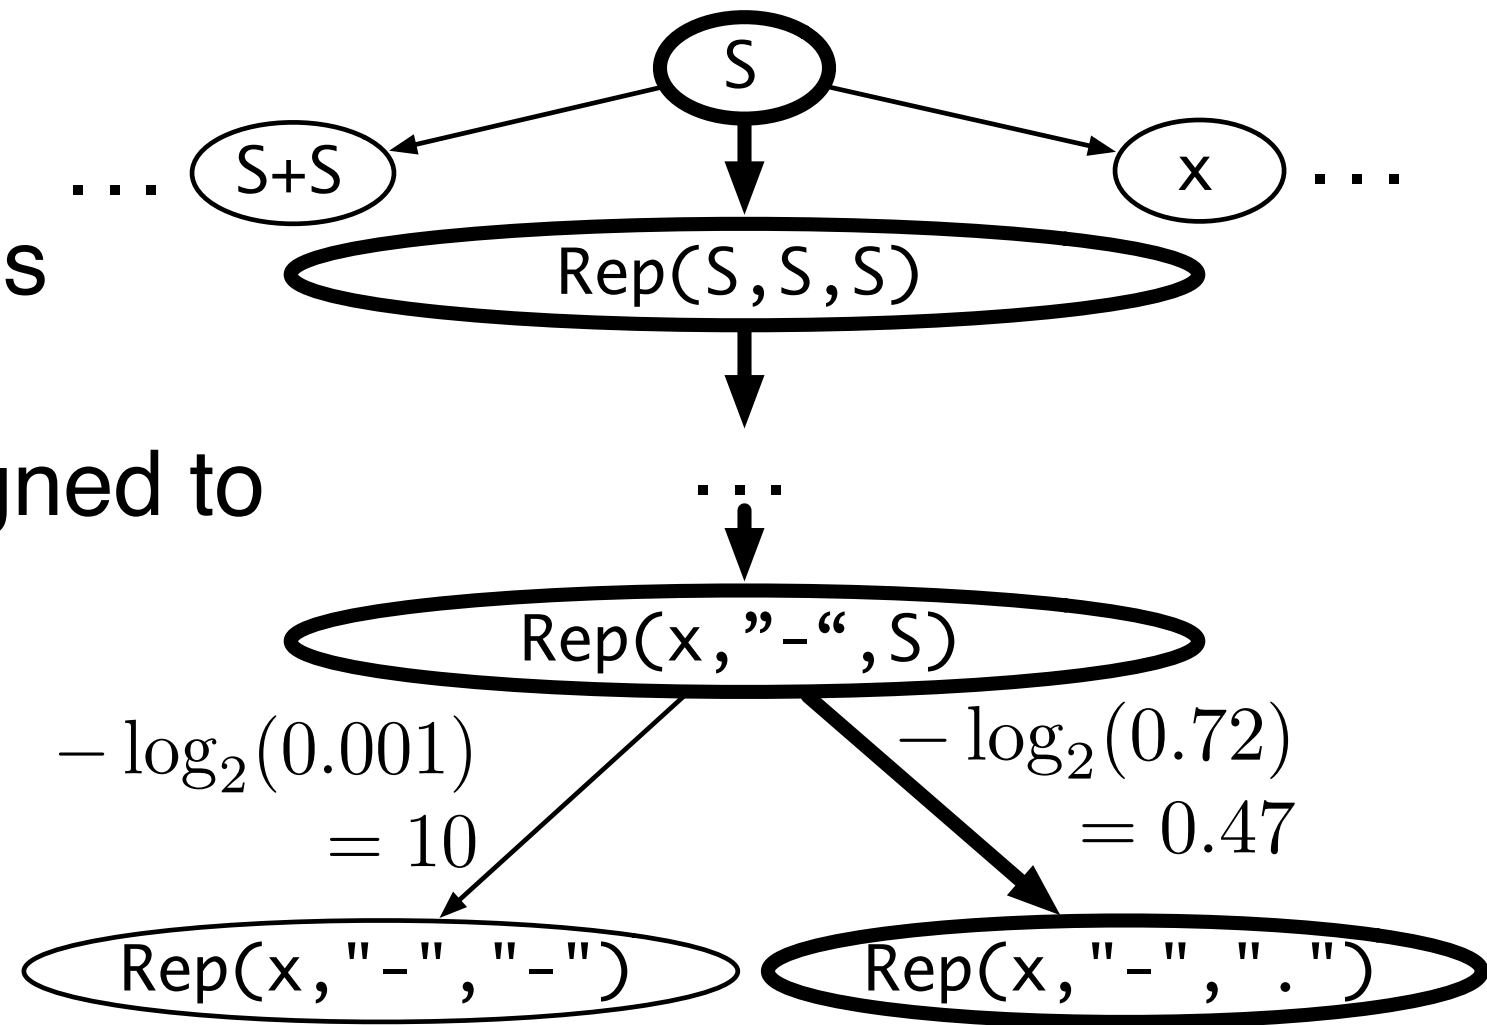 S
... S+S x ...
s
Rep(S,S,S)
gned to
...
Rep(x,”-“,S)
− log₂(0.001) − log₂(0.72)
= 10 = 0.47
Rep(x,"-","-") Rep(x,"-",".")